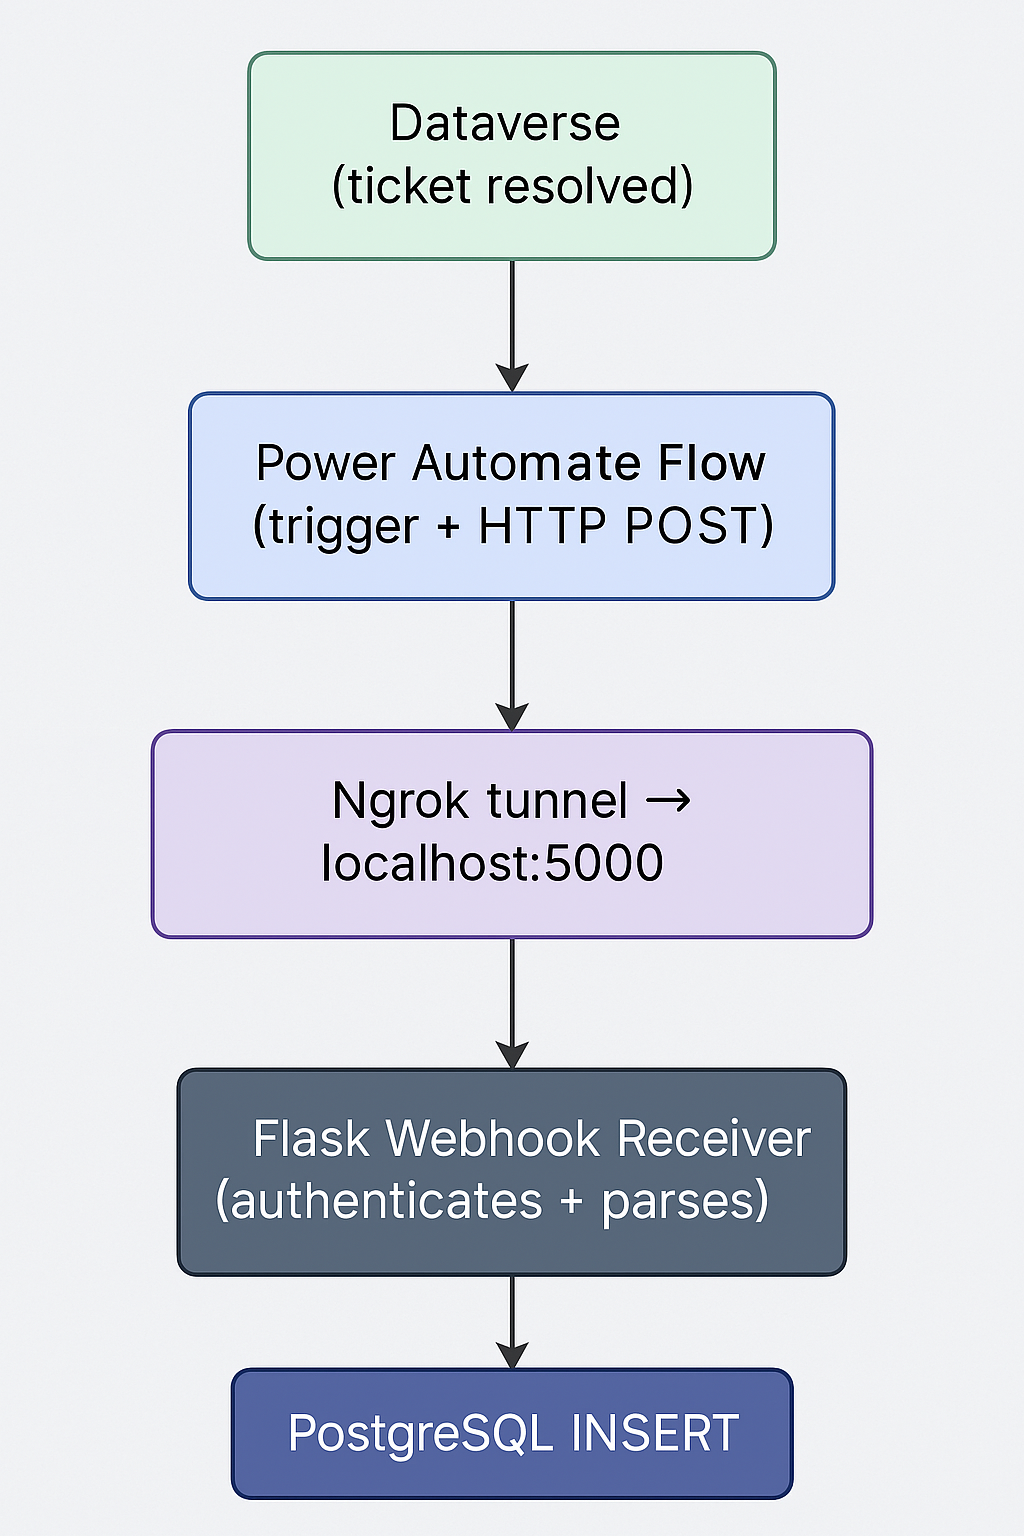 Dataverse
(ticket resolved)
Power Automate Flow
(trigger + HTTP POST)
Ngrok tunnel →
localhost:5000
Flask Webhook Receiver
(authenticates + parses)
PostgreSQL INSERT